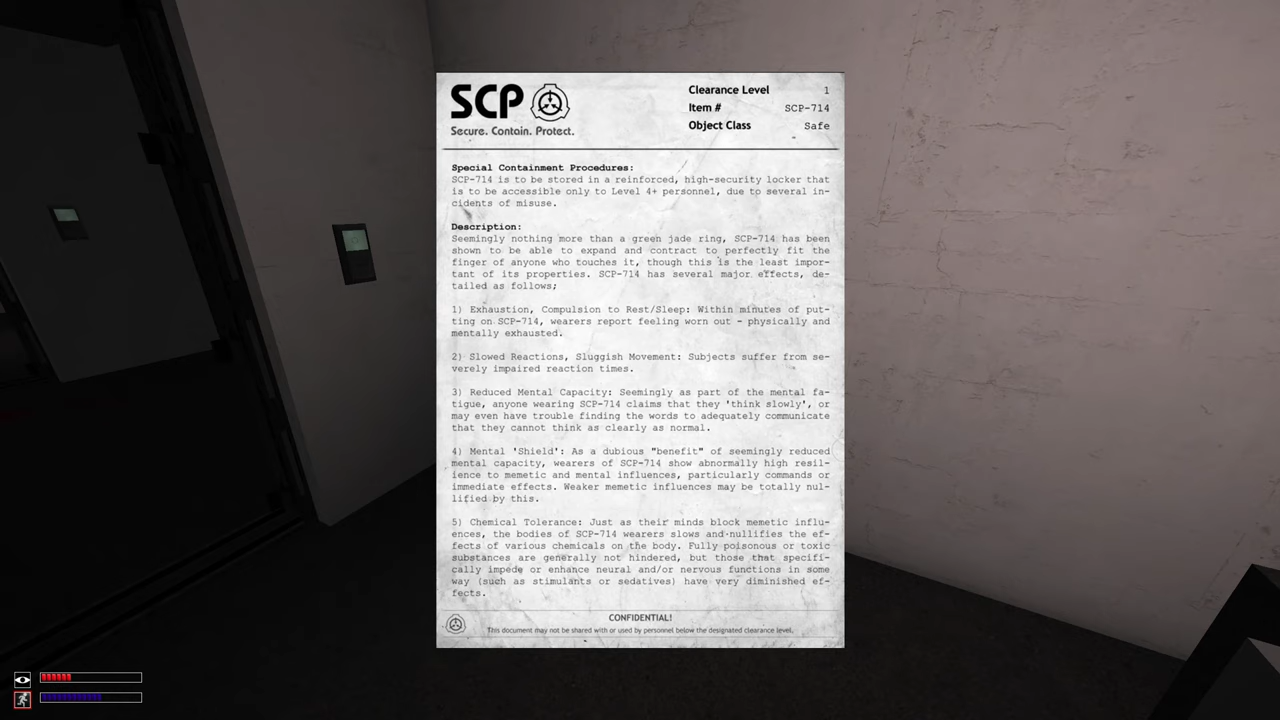 SCP
Secure. Contain. Protect.
Clearance Level 1
Item # SCP-714
Object Class Safe
Special Containment Procedures:
SCP-714 is to be stored in a reinforced, high-security locker that
is to be accessible only to Level 4+ personnel, due to several in-
cidents of misuse.
Description:
Seemingly nothing more than a green jade ring, SCP-714 has been
shown to be able to expand and contract to perfectly fit the
finger of anyone who touches it, though this is the least impor-
tant of its properties. SCP-714 has several major effects, de-
tailed as follows;
1) Exhaustion, Compulsion to Rest/Sleep: Within minutes of put-
ting on SCP-714, wearers report feeling worn out - physically and
mentally exhausted.
2) Slowed Reactions, Sluggish Movement: Subjects suffer from se-
verely impaired reaction times.
3) Reduced Mental Capacity: Seemingly as part of the mental fa-
tigue, anyone wearing SCP-714 claims that they 'think slowly', or
may even have trouble finding the words to adequately communicate
that they cannot think as clearly as normal.
4) Mental 'Shield': As a dubious "benefit" of seemingly reduced
mental capacity, wearers of SCP-714 show abnormally high resil-
ience to memetic and mental influences, particularly commands or
immediate effects. Weaker memetic influences may be totally nul-
lified by this.
5) Chemical Tolerance: Just as their minds block memetic influ-
ences, the bodies of SCP-714 wearers slows and nullifies the ef-
fects of various chemicals on the body. Fully poisonous or toxic
substances are generally not hindered, but those that specifi-
cally impede or enhance neural and/or nervous functions in some
way (such as stimulants or sedatives) have very diminished ef-
fects.
CONFIDENTIAL!
This document may not be shared with or used by personnel below the designated clearance level.